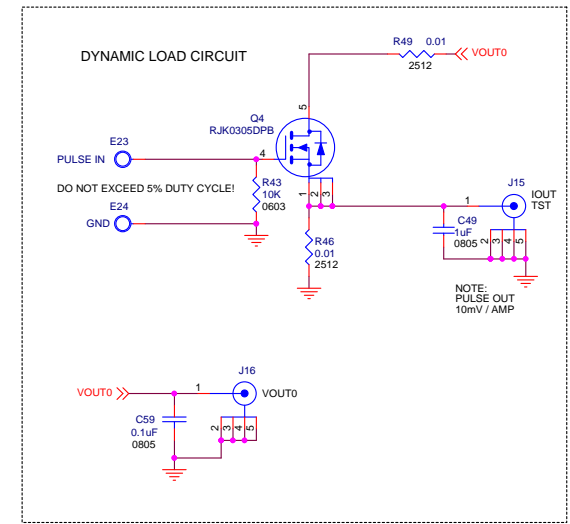 DYNAMIC LOAD CIRCUIT
R49 0.01
2512
VOUT0
5
Q4
RJK0305DPB
4
1
2
3
E23
PULSE IN
DO NOT EXCEED 5% DUTY CYCLE!
E24
GND
R43
10K
0603
R46
0.01
2512
1
J15
IOUT
TST
C49
1uF
0805
2
3
4
5
NOTE:
PULSE OUT
10mV / AMP
VOUT0
1
J16
VOUT0
C59
0.1uF
0805
2
3
4
5